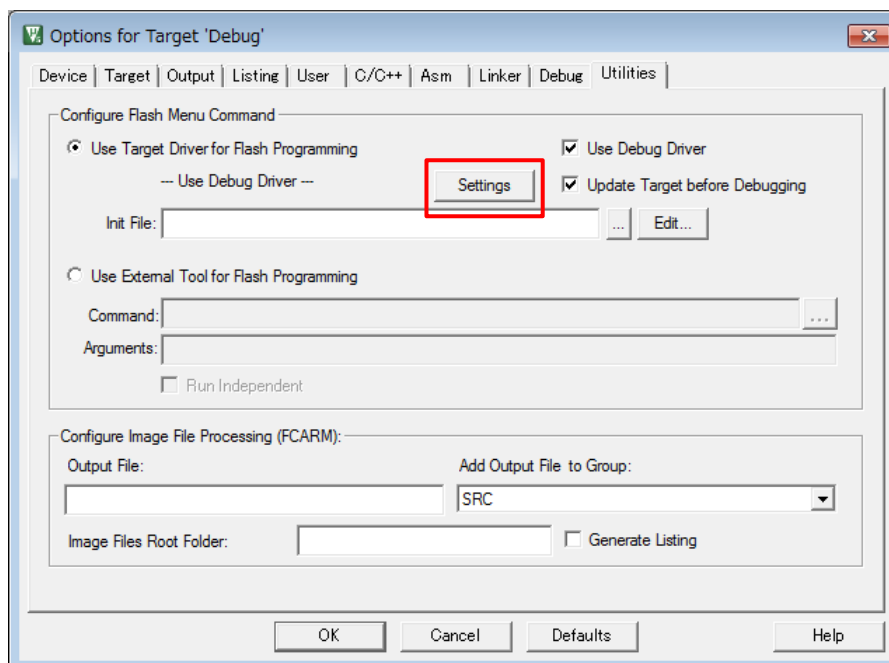 Options for Target 'Debug'
Device Target Output Listing User C/C++ Asm Linker Debug Utilities
Configure Flash Menu Command
Use Target Driver for Flash Programming Use Debug Driver
--- Use Debug Driver --- Settings Update Target before Debugging
Init File: ... Edit...
Use External Tool for Flash Programming
Command: ...
Arguments:
Run Independent
Configure Image File Processing (FCARM):
Output File: Add Output File to Group:
SRC
Image Files Root Folder: Generate Listing
OK Cancel Defaults Help